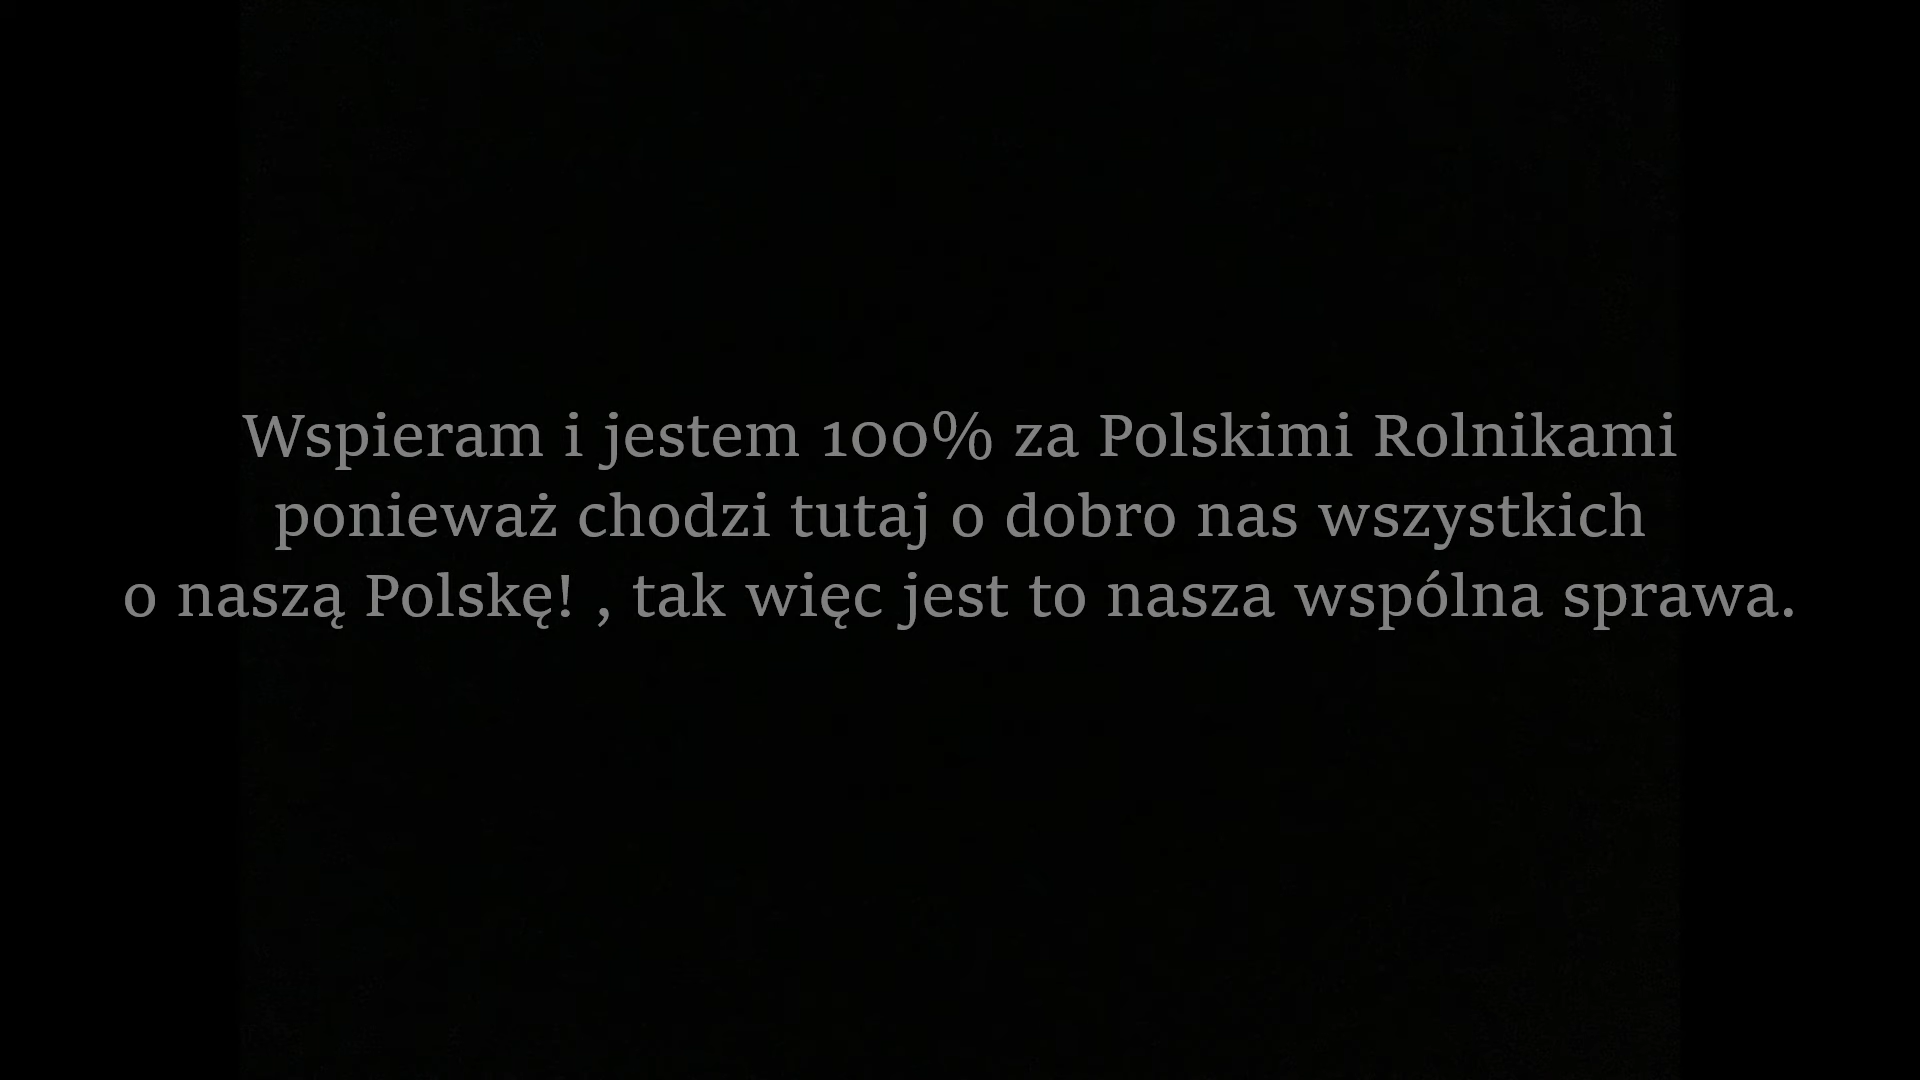 Wspieram i jestem 100% za Polskimi Rolnikami
ponieważ chodzi tutaj o dobro nas wszystkich
o naszą Polskę! , tak więc jest to nasza wspólna sprawa.